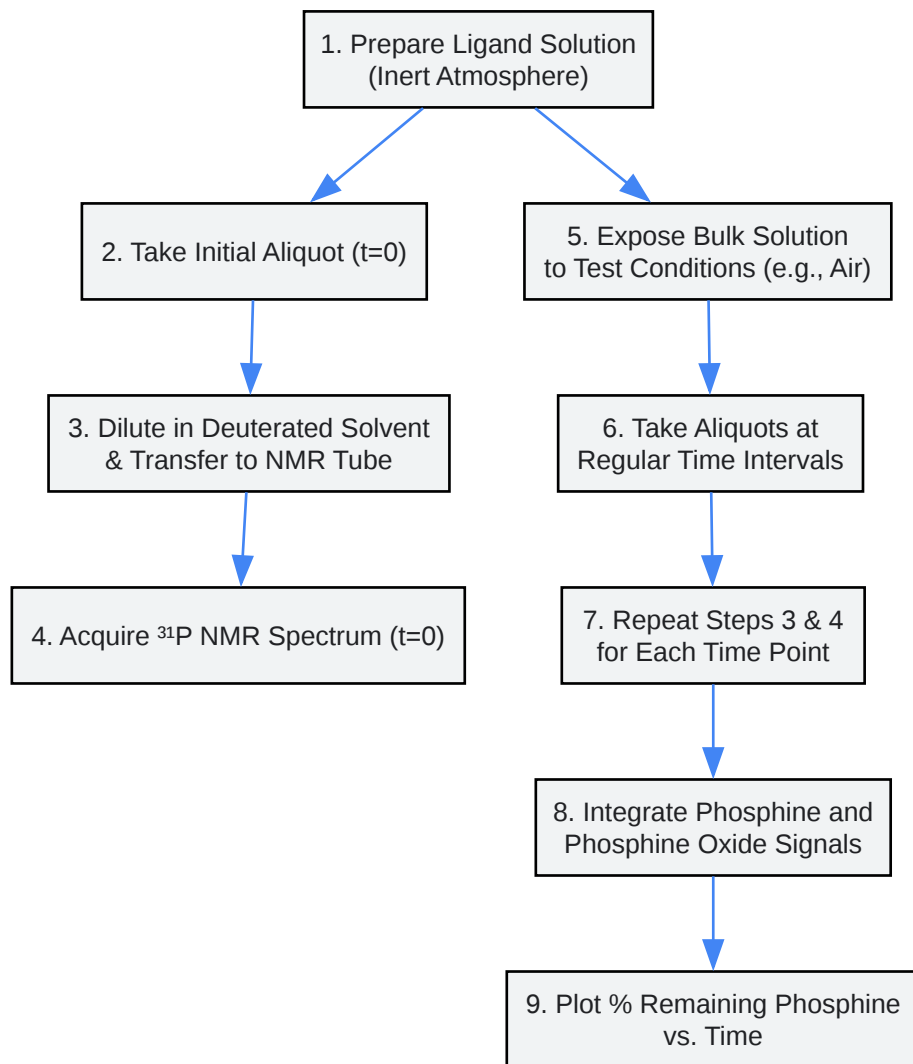 1. Prepare Ligand Solution
(Inert Atmosphere)
2. Take Initial Aliquot (t=0)
3. Dilute in Deuterated Solvent
& Transfer to NMR Tube
4. Acquire ³¹P NMR Spectrum (t=0)
5. Expose Bulk Solution
to Test Conditions (e.g., Air)
6. Take Aliquots at
Regular Time Intervals
7. Repeat Steps 3 & 4
for Each Time Point
8. Integrate Phosphine and
Phosphine Oxide Signals
9. Plot % Remaining Phosphine
vs. Time